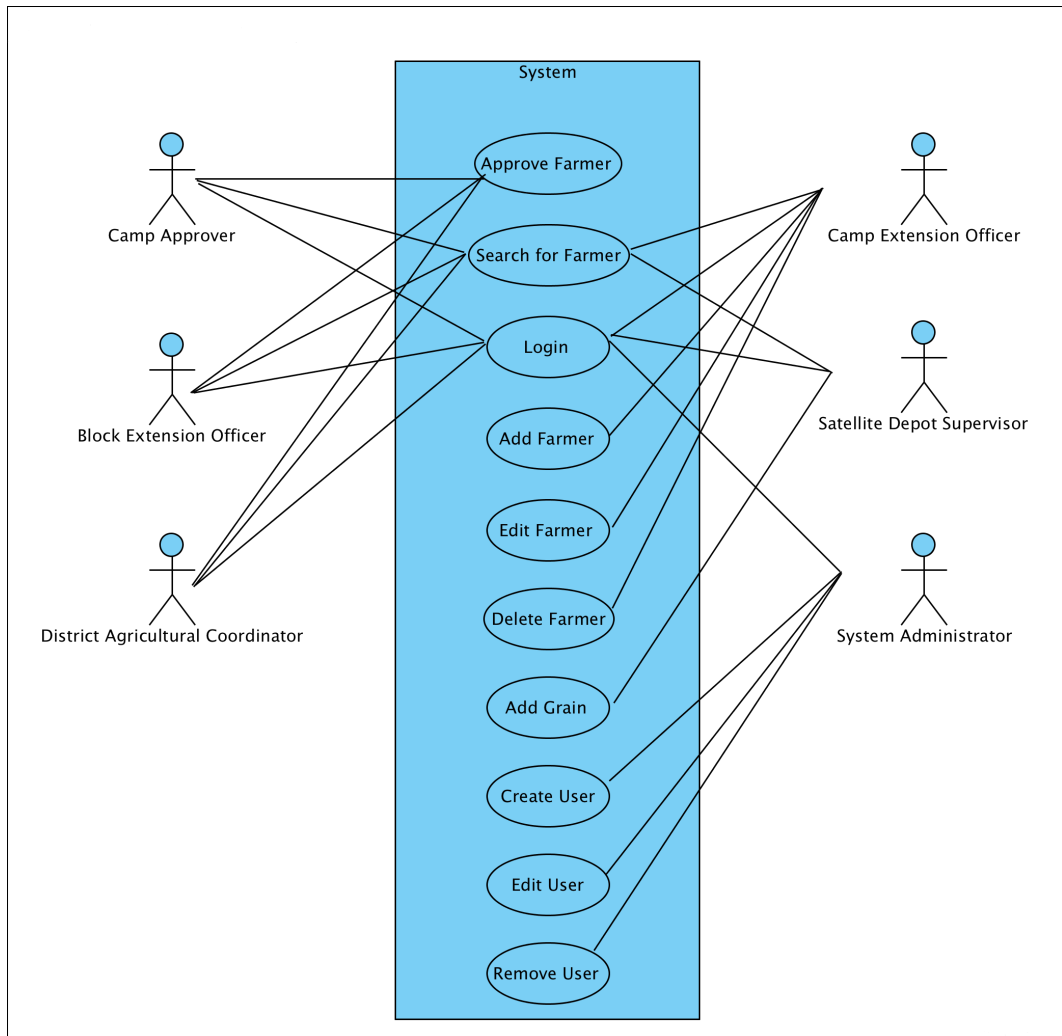 System
Approve Farmer
Search for Farmer
Login
Add Farmer
Edit Farmer
Delete Farmer
Add Grain
Create User
Edit User
Remove User
Camp Approver
Block Extension Officer
District Agricultural Coordinator
Camp Extension Officer
Satellite Depot Supervisor
System Administrator